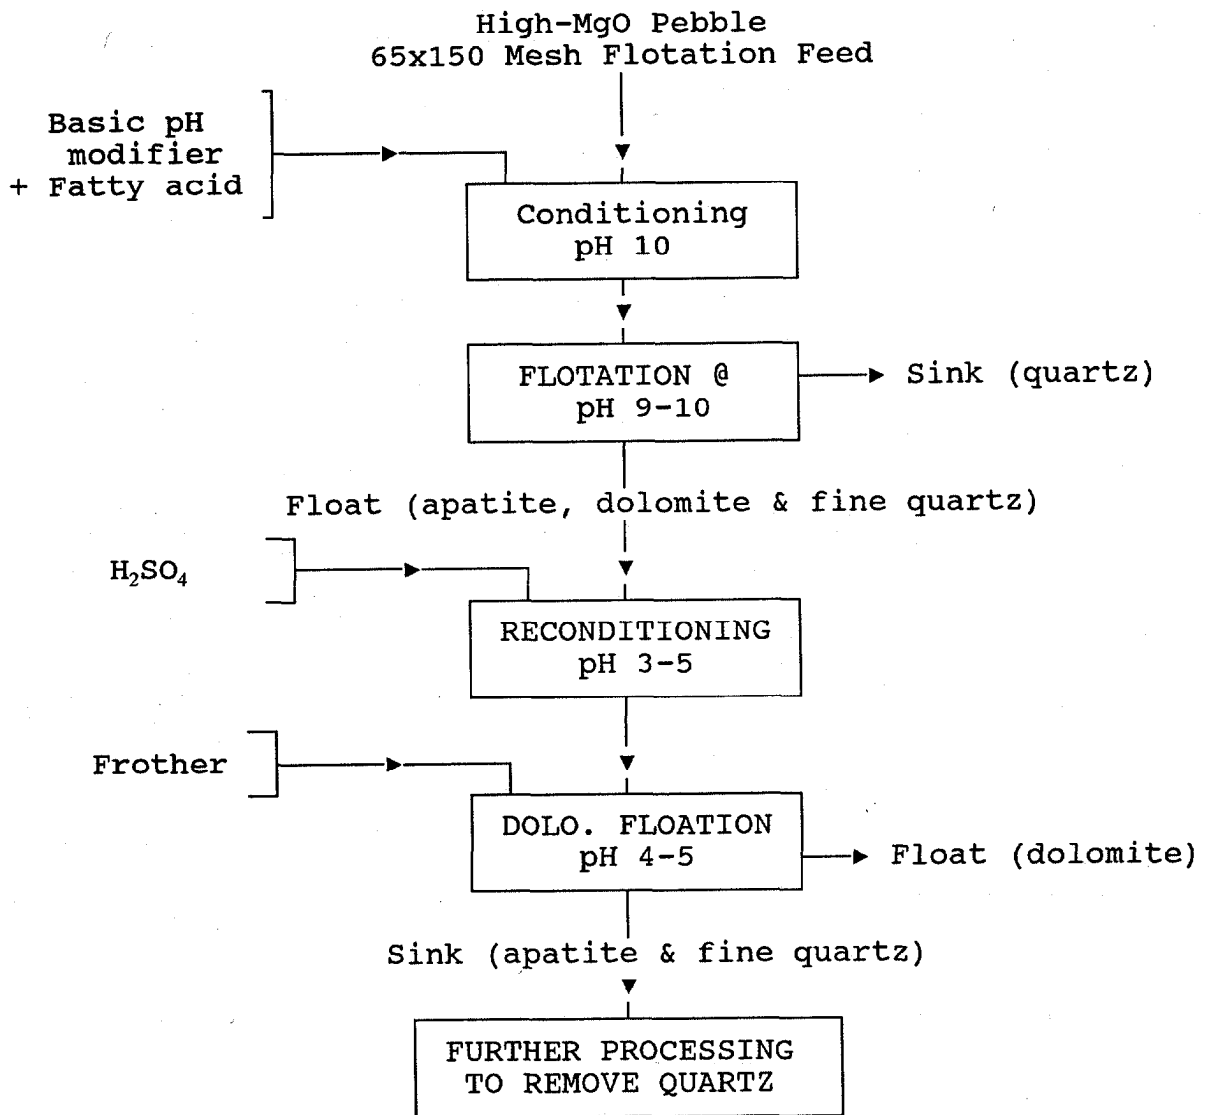 High-MgO Pebble
65x150 Mesh Flotation Feed
Basic pH
modifier
+ Fatty acid
Conditioning
pH 10
FLOTATION @
pH 9-10
Sink (quartz)
Float (apatite, dolomite & fine quartz)
H₂SO₄
RECONDITIONING
pH 3-5
Frother
DOLO. FLOATION
pH 4-5
Float (dolomite)
Sink (apatite & fine quartz)
FURTHER PROCESSING
TO REMOVE QUARTZ